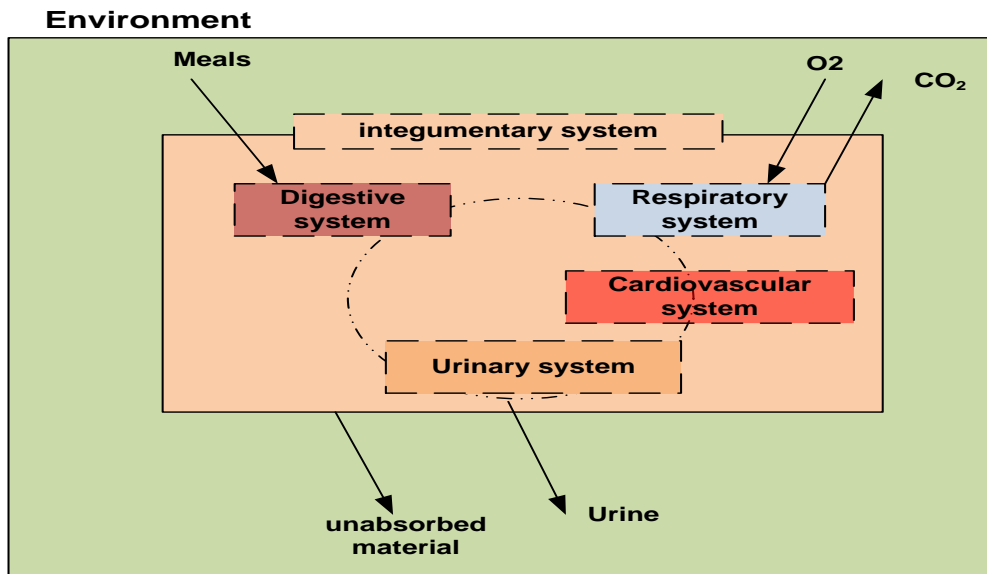 Environment
Meals
O2
CO₂
integumentary system
Digestive
system
Respiratory
system
Cardiovascular
system
Urinary system
unabsorbed
material
Urine